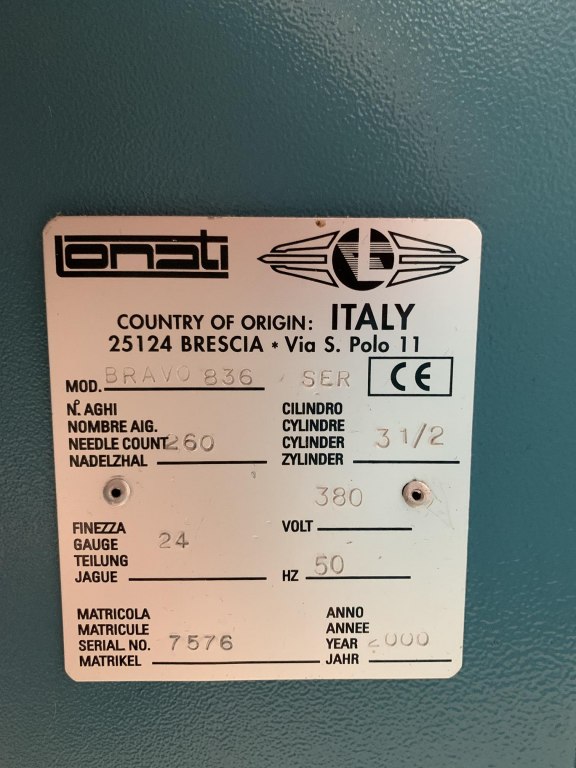 Lonati
L
COUNTRY OF ORIGIN: ITALY
25124 BRESCIA * Via S. Polo 11
MOD. BRAVO 836 SER CE
N. AGHI
NOMBRE AIG.
NEEDLE COUNT 260
NADELZHAL
CILINDRO
CYLINDRE
CYLINDER 3 1/2
ZYLINDER
FINEZZA
GAUGE 24
TEILUNG
JAGUE
VOLT 380
HZ 50
MATRICOLA
MATRICULE
SERIAL NO. 7576
MATRIKEL
ANNO
ANNEE
YEAR 2000
JAHR